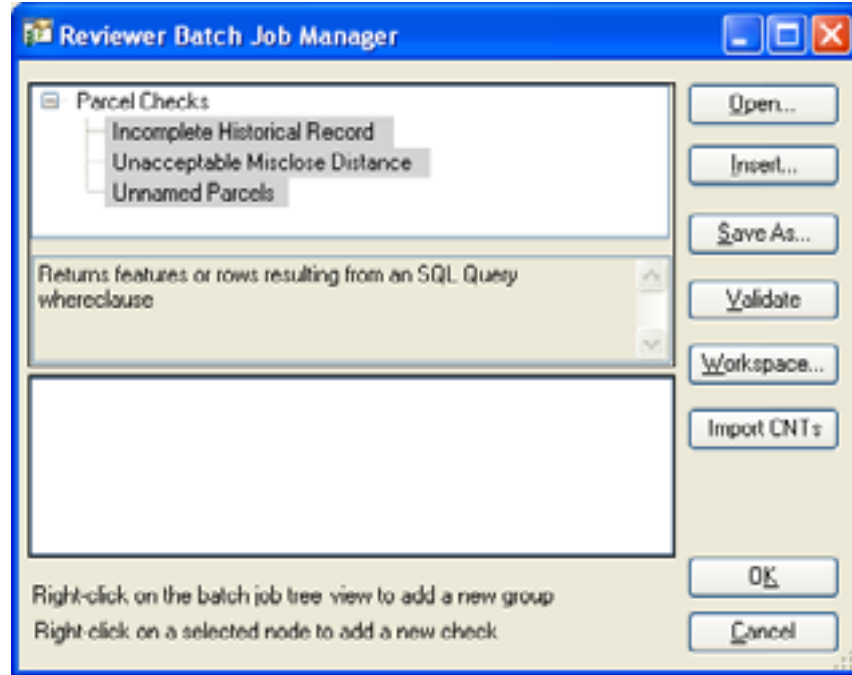 Reviewer Batch Job Manager
Parcel Checks
Incomplete Historical Record
Unacceptable Misclose Distance
Unnamed Parcels
Returns features or rows resulting from an SQL Query
whereclause
Open...
Insert...
Save As...
Validate
Workspace...
Import CNTs
Right-click on the batch job tree view to add a new group
Right-click on a selected node to add a new check
OK
Cancel